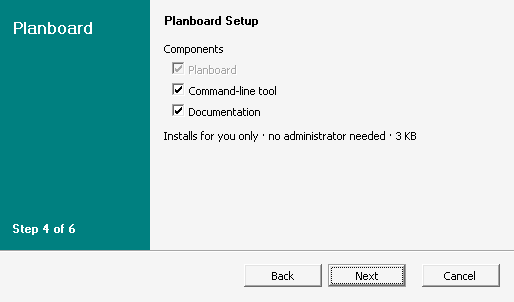 Planboard
Planboard Setup
Components
Planboard
Command-line tool
Documentation
Installs for you only · no administrator needed · 3 KB
Step 4 of 6
Back
Next
Cancel